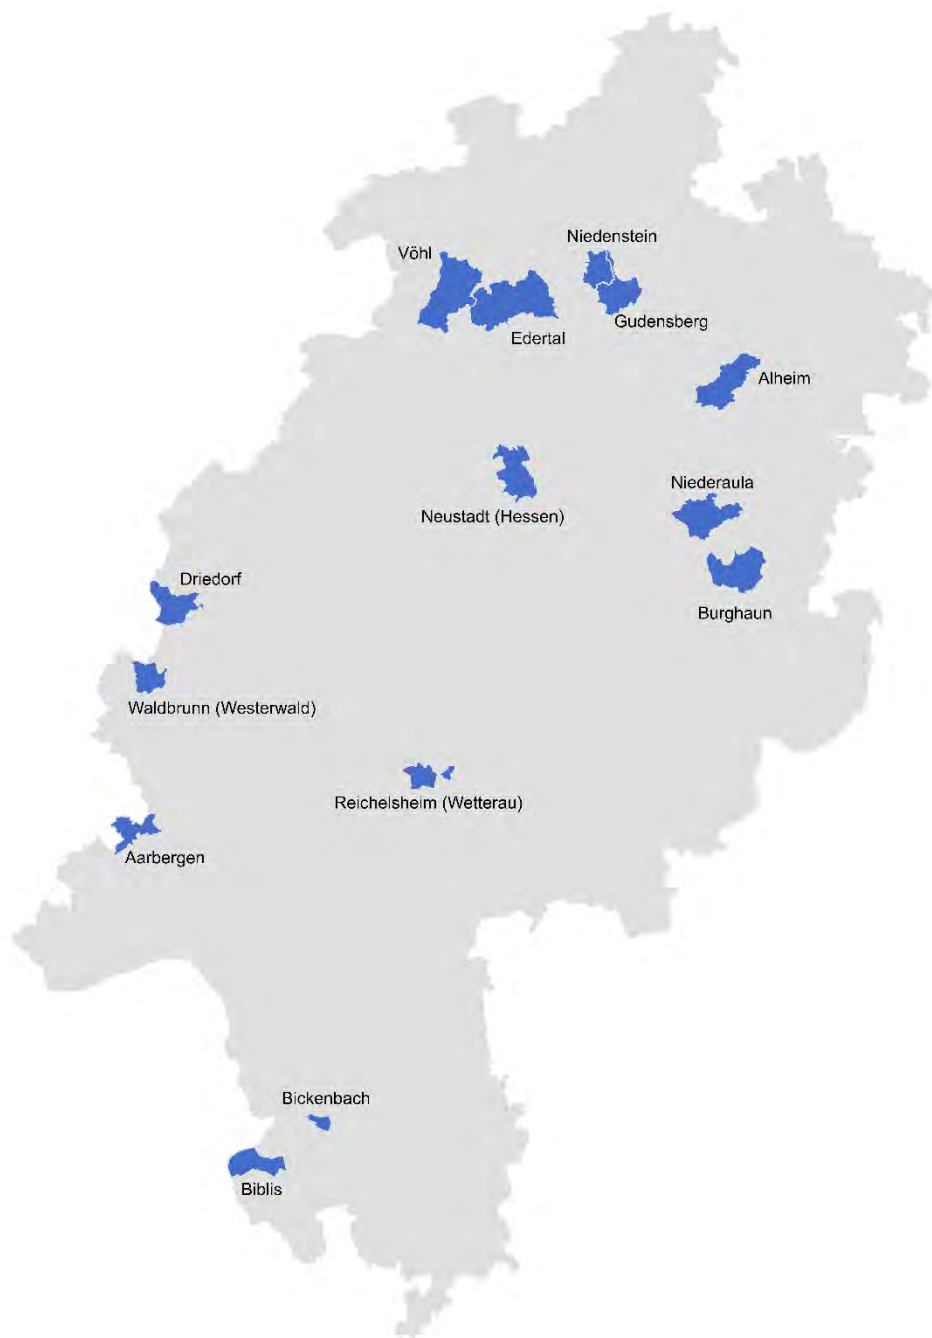 Niedenstein
Vöhl
Gudensberg
Edertal
Alheim
Niederaula
Neustadt (Hessen)
Driedorf
Burghaun
Waldbrunn (Westerwald)
Reichelsheim (Wetterau)
Aarbergen
Bickenbach
Biblis